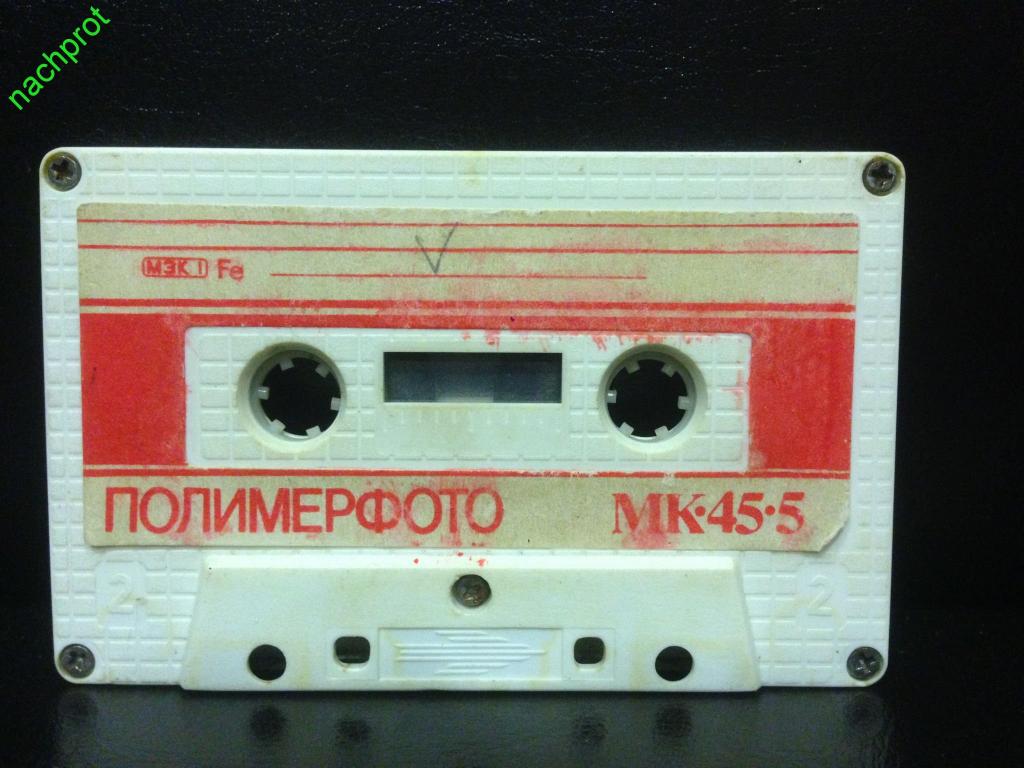 nachprot
МЭК I Fe
ПОЛИМЕРФОТО МК·45·5
2 2